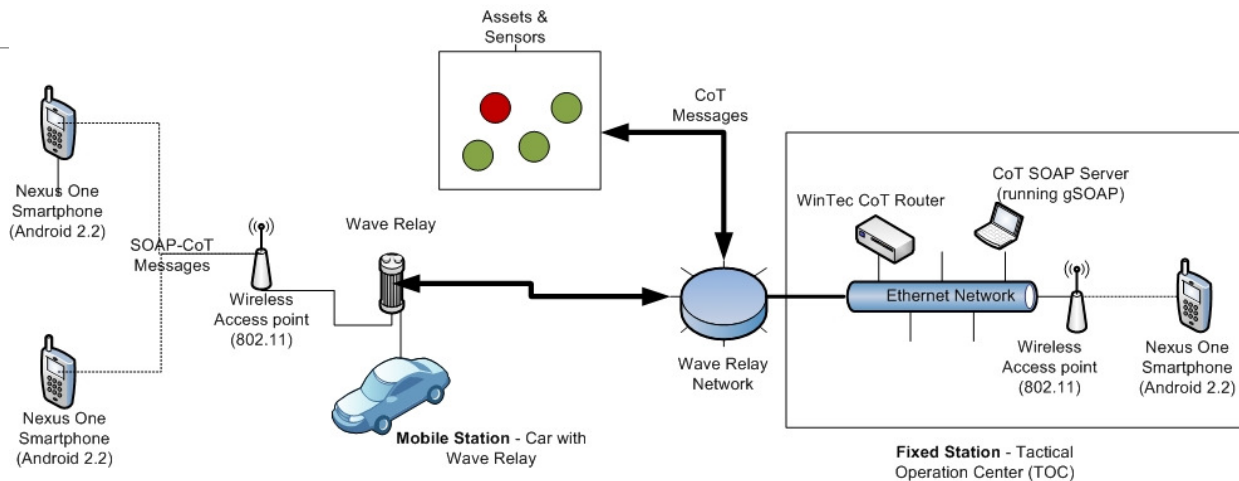 Assets &
Sensors
CoT
Messages
Nexus One
Smartphone
(Android 2.2)
SOAP-CoT
Messages
Nexus One
Smartphone
(Android 2.2)
Wireless
Access point
(802.11)
Wave Relay
Mobile Station - Car with
Wave Relay
Wave Relay
Network
WinTec CoT Router
CoT SOAP Server
(running gSOAP)
Ethernet Network
Wireless
Access point
(802.11)
Nexus One
Smartphone
(Android 2.2)
Fixed Station - Tactical
Operation Center (TOC)